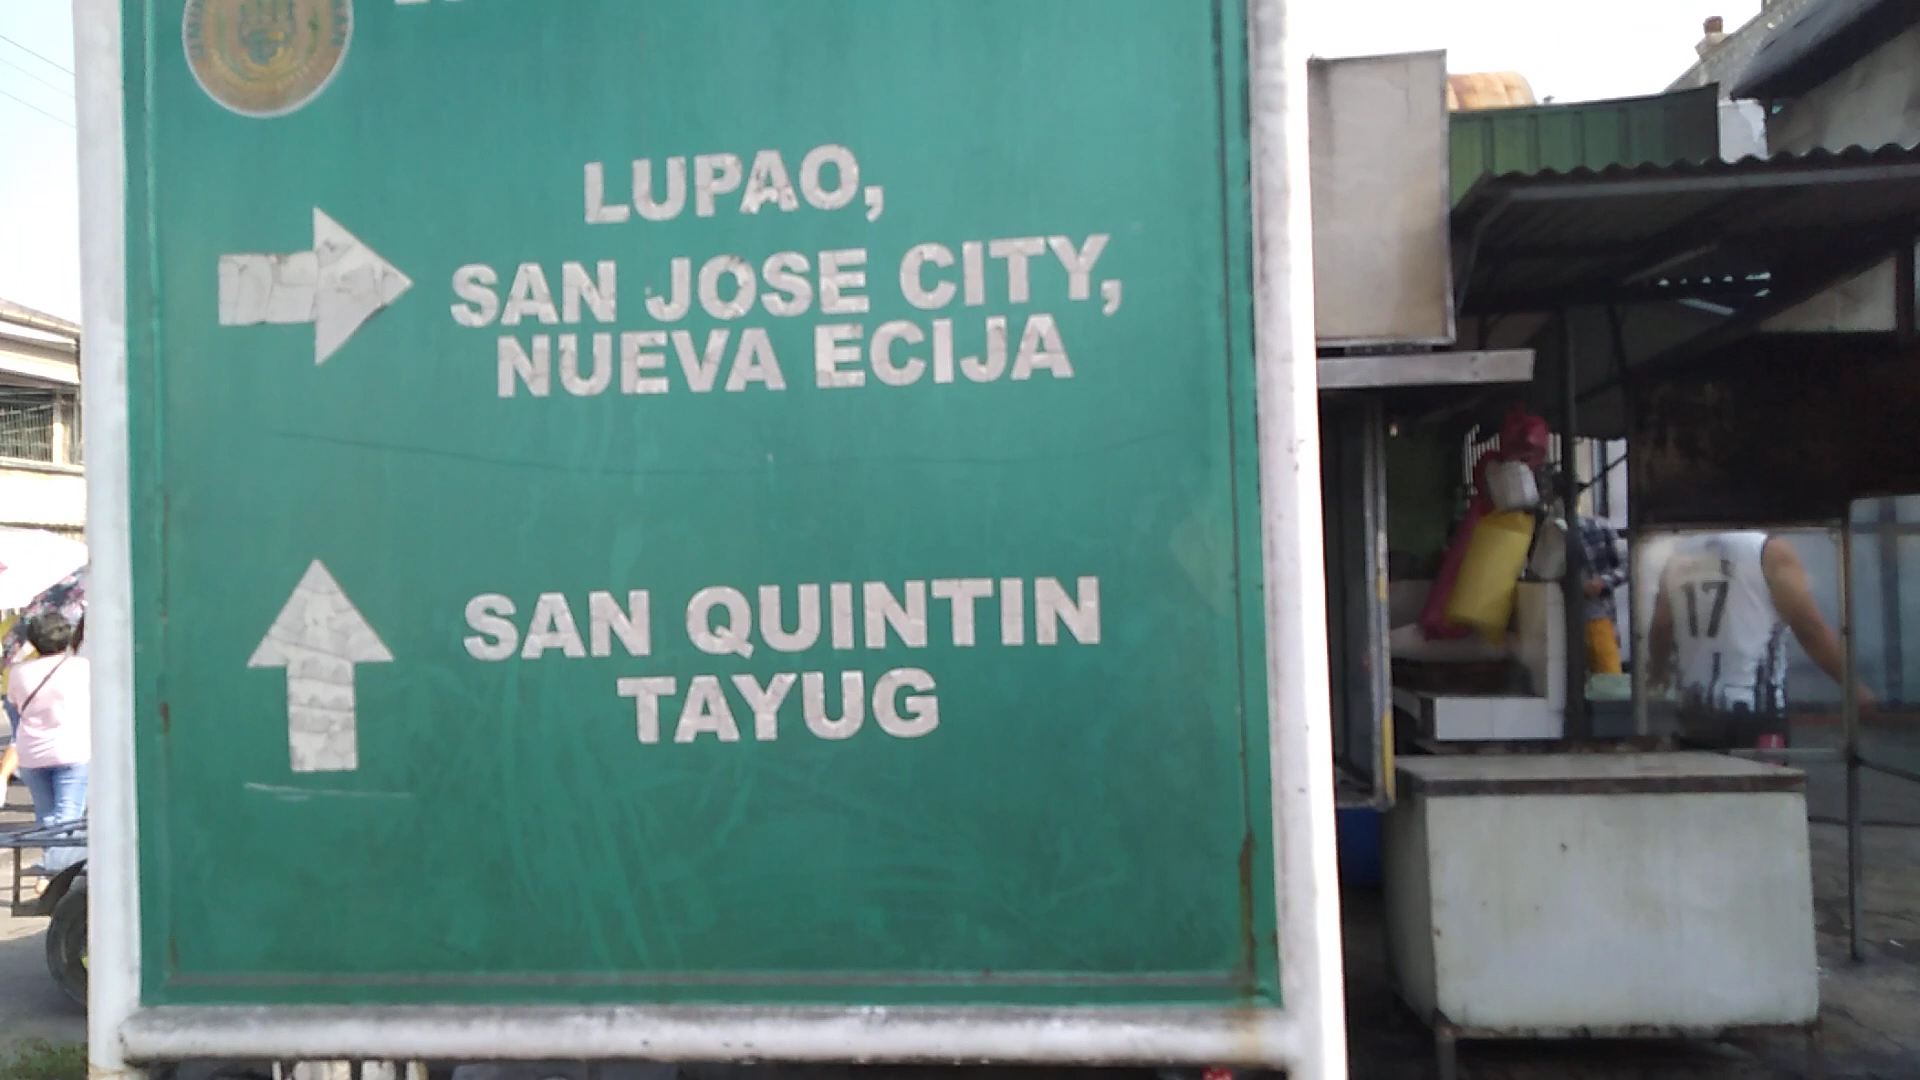 LUPAO,
SAN JOSE CITY,
NUEVA ECIJA
SAN QUINTIN
TAYUG
17